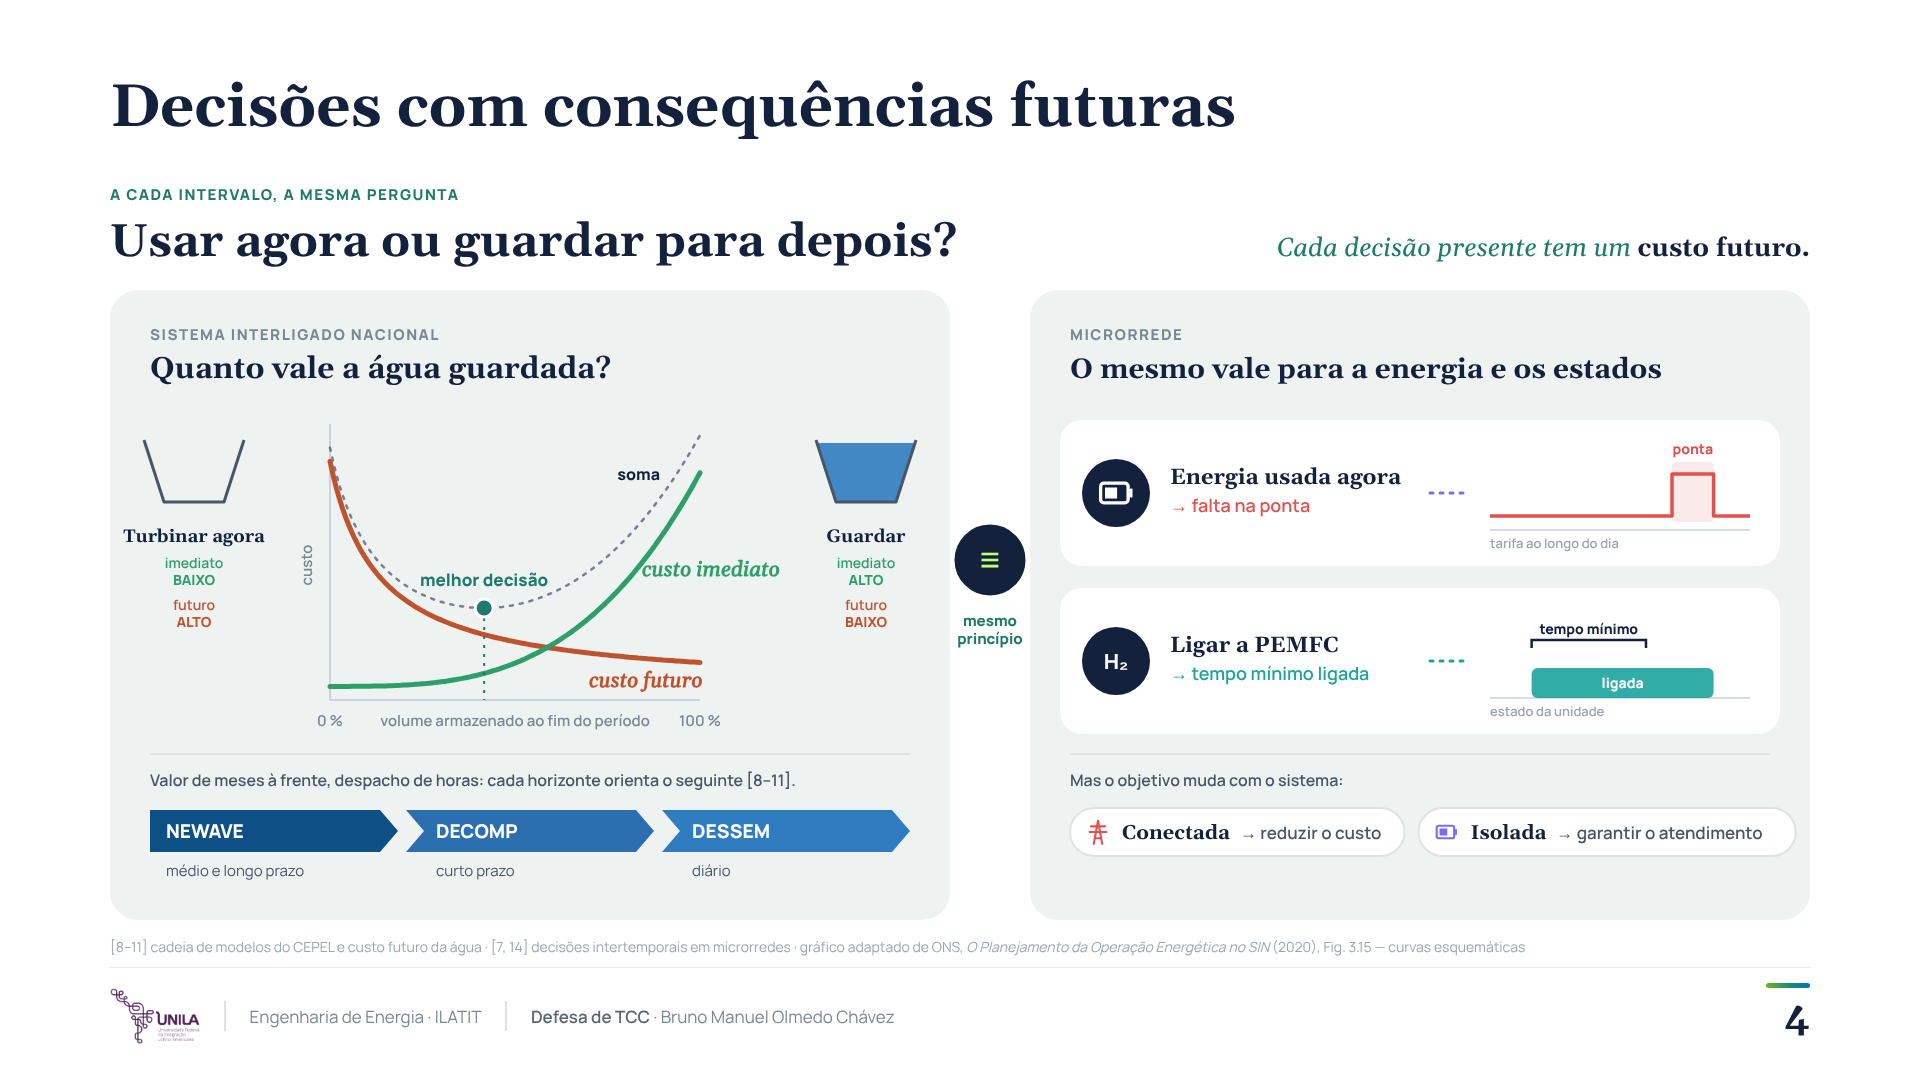 Decisões com consequências futuras
A CADA INTERVALO, A MESMA PERGUNTA
Usar agora ou guardar para depois?
Cada decisão presente tem um custo futuro.
SISTEMA INTERLIGADO NACIONAL
Quanto vale a água guardada?
Turbinar agora
imediato
BAIXO
futuro
ALTO
custo
soma
melhor decisão
custo imediato
custo futuro
0 %
volume armazenado ao fim do período
100 %
Guardar
imediato
ALTO
futuro
BAIXO
Valor de meses à frente, despacho de horas: cada horizonte orienta o seguinte [8–11].
NEWAVE
DECOMP
DESSEM
médio e longo prazo
curto prazo
diário
≡
mesmo
princípio
MICRORREDE
O mesmo vale para a energia e os estados
Energia usada agora
→ falta na ponta
ponta
tarifa ao longo do dia
H₂
Ligar a PEMFC
→ tempo mínimo ligada
tempo mínimo
ligada
estado da unidade
Mas o objetivo muda com o sistema:
Conectada → reduzir o custo
Isolada → garantir o atendimento
[8–11] cadeia de modelos do CEPEL e custo futuro da água · [7, 14] decisões intertemporais em microrredes · gráfico adaptado de ONS, O Planejamento da Operação Energética no SIN (2020), Fig. 3.15 — curvas esquemáticas
UNILA
Universidade Federal
da Integração
Latino-Americana
Engenharia de Energia · ILATIT
Defesa de TCC · Bruno Manuel Olmedo Chávez
4